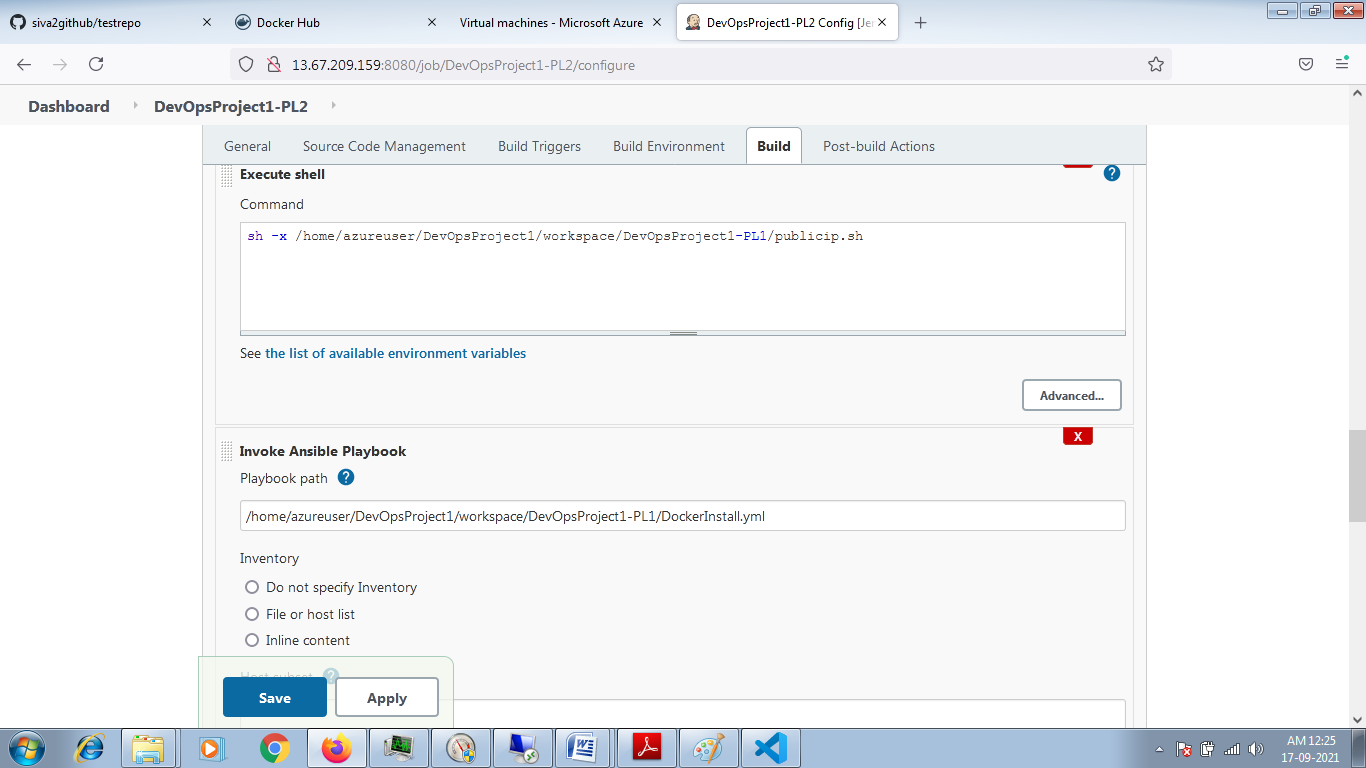 siva2github/testrepo
Docker Hub
Virtual machines - Microsoft Azure
DevOpsProject1-PL2 Config [Je
13.67.209.159:8080/job/DevOpsProject1-PL2/configure
Dashboard
DevOpsProject1-PL2
General
Source Code Management
Build Triggers
Build Environment
Build
Post-build Actions
Execute shell
?
Command
sh -x /home/azureuser/DevOpsProject1/workspace/DevOpsProject1-PL1/publicip.sh
See the list of available environment variables
Advanced...
X
Invoke Ansible Playbook
Playbook path ?
/home/azureuser/DevOpsProject1/workspace/DevOpsProject1-PL1/DockerInstall.yml
Inventory
Do not specify Inventory
File or host list
Inline content
Host subset ?
Save
Apply
AM 12:25
17-09-2021